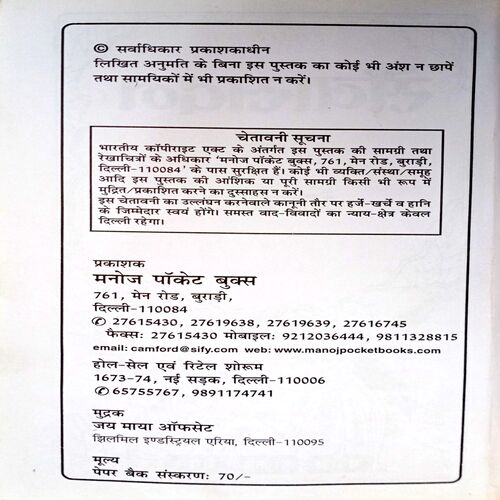 © सर्वाधिकार प्रकाशकाधीन
लिखित अनुमति के बिना इस पुस्तक का कोई भी अंश न छापें
तथा सामयिकों में भी प्रकाशित न करें।
चेतावनी सूचना
भारतीय कॉपीराइट एक्ट के अंतर्गत इस पुस्तक की सामग्री तथा
रेखाचित्रों के अधिकार 'मनोज पॉकेट बुक्स, 761, मेन रोड, बुराड़ी,
दिल्ली-110084' के पास सुरक्षित हैं। कोई भी व्यक्ति/संस्था/समूह
आदि इस पुस्तक की आंशिक या पूरी सामग्री किसी भी रूप में
मुद्रित/प्रकाशित करने का दुस्साहस न करें।
इस चेतावनी का उल्लंघन करनेवाले कानूनी तौर पर हर्जे-खर्चे व हानि
के जिम्मेदार स्वयं होंगे। समस्त वाद-विवादों का न्याय-क्षेत्र केवल
दिल्ली रहेगा।
प्रकाशक
मनोज पॉकेट बुक्स
761, मेन रोड, बुराड़ी,
दिल्ली-110084
✆ 27615430, 27619638, 27619639, 27616745
फैक्स: 27615430 मोबाइल: 9212036444, 9811328815
email: camford@sify.com web: www.manojpocketbooks.com
होल-सेल एवं रिटेल शोरूम
1673-74, नई सड़क, दिल्ली-110006
✆ 65755767, 9891174741
मुद्रक
जय माया ऑफसेट
झिलमिल इण्डस्ट्रियल एरिया, दिल्ली-110095
मूल्य
पेपर बैक संस्करण: 70/-